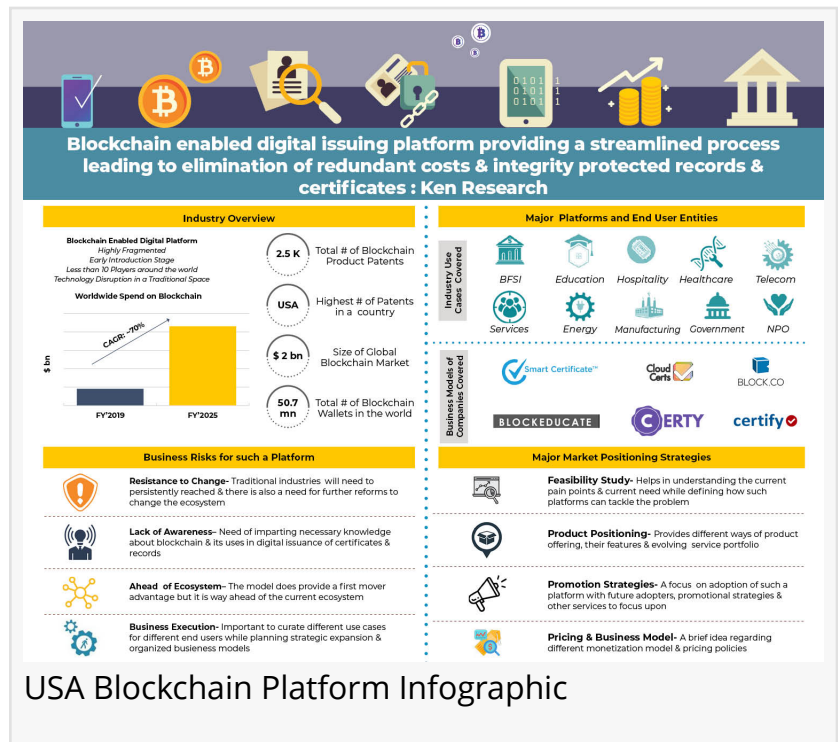 01011 1
01011 1
01011 1
Blockchain enabled digital issuing platform providing a streamlined process
leading to elimination of redundant costs & integrity protected records &
certificates : Ken Research
Industry Overview
Blockchain Enabled Digital Platform
Highly Fragmented
Early Introduction Stage
Less than 10 Players around the world
Technology Disruption in a Traditional Space
Worldwide Spend on Blockchain
$ bn
CAGR: ~70%
FY'2019
FY'2025
2.5 K
Total # of Blockchain
Product Patents
USA
Highest # of Patents
in a country
$ 2 bn
Size of Global
Blockchain Market
50.7
mn
Total # of Blockchain
Wallets in the world
Major Platforms and End User Entities
Industry Use
Cases Covered
BFSI
Education
Hospitality
Healthcare
Telecom
Services
Energy
Manufacturing
Government
NPO
Business Models of
Companies Covered
Smart Certificate™
Cloud
Certs
BLOCK.CO
BLOCKEDUCATE
CERTY
certify
Business Risks for such a Platform
Resistance to Change- Traditional industries will need to
persistently reached & there is also a need for further reforms to
change the ecosystem
Lack of Awareness– Need of imparting necessary knowledge
about blockchain & its uses in digital issuance of certificates &
records
Ahead of Ecosystem– The model does provide a first mover
advantage but it is way ahead of the current ecosystem
Business Execution- Important to curate different use cases
for different end users while planning strategic expansion &
organized busieness models
Major Market Positioning Strategies
Feasibility Study- Helps in understanding the current
pain points & current need while defining how such
platforms can tackle the problem
Product Positioning- Provides different ways of product
offering, their features & evolving service portfolio
Promotion Strategies- A focus on adoption of such a
platform with future adopters, promotional strategies &
other services to focus upon
Pricing & Business Model- A brief idea regarding
different monetization model & pricing policies
USA Blockchain Platform Infographic